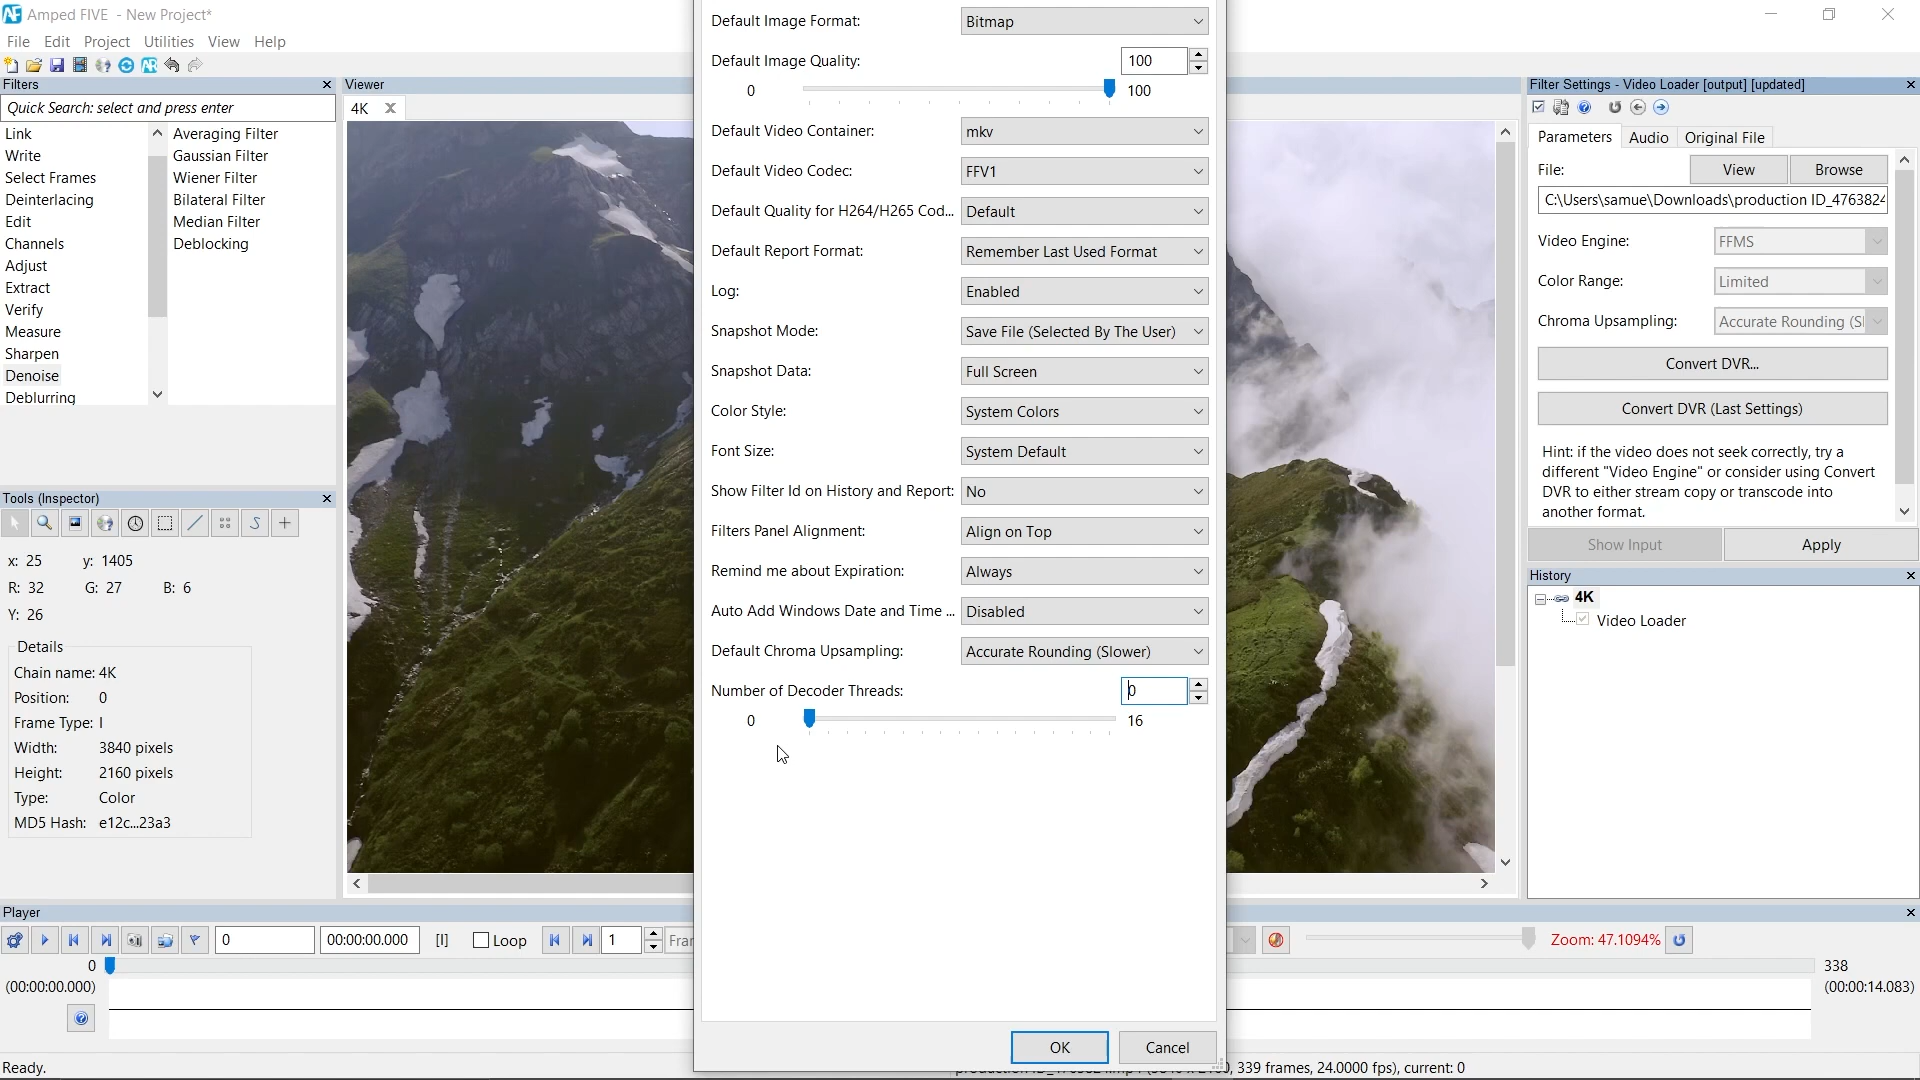 Amped FIVE - New Project*
File Edit Project Utilities View Help
Filters
Quick Search: select and press enter
Link
Write
Select Frames
Deinterlacing
Edit
Channels
Adjust
Extract
Verify
Measure
Sharpen
Denoise
Deblurring
Averaging Filter
Gaussian Filter
Wiener Filter
Bilateral Filter
Median Filter
Deblocking
Tools (Inspector)
x: 25 y: 1405
R: 32 G: 27 B: 6
Y: 26
Details
Chain name: 4K
Position: 0
Frame Type: I
Width: 3840 pixels
Height: 2160 pixels
Type: Color
MD5 Hash: e12c...23a3
Viewer
4K
Default Image Format: Bitmap
Default Image Quality: 100
0 100
Default Video Container: mkv
Default Video Codec: FFV1
Default Quality for H264/H265 Cod... Default
Default Report Format: Remember Last Used Format
Log: Enabled
Snapshot Mode: Save File (Selected By The User)
Snapshot Data: Full Screen
Color Style: System Colors
Font Size: System Default
Show Filter Id on History and Report: No
Filters Panel Alignment: Align on Top
Remind me about Expiration: Always
Auto Add Windows Date and Time ... Disabled
Default Chroma Upsampling: Accurate Rounding (Slower)
Number of Decoder Threads: 0
0 16
OK Cancel
Filter Settings - Video Loader [output] [updated]
Parameters Audio Original File
File: View Browse
C:\Users\samue\Downloads\production ID_4763824
Video Engine: FFMS
Color Range: Limited
Chroma Upsampling: Accurate Rounding (Sl
Convert DVR...
Convert DVR (Last Settings)
Hint: if the video does not seek correctly, try a
different "Video Engine" or consider using Convert
DVR to either stream copy or transcode into
another format.
Show Input Apply
History
4K
Video Loader
Player
0 00:00:00.000 [I] Loop 1 Fra
Zoom: 47.1094%
0 338
(00:00:00.000) (00:00:14.083)
Ready.
339 frames, 24.0000 fps), current: 0